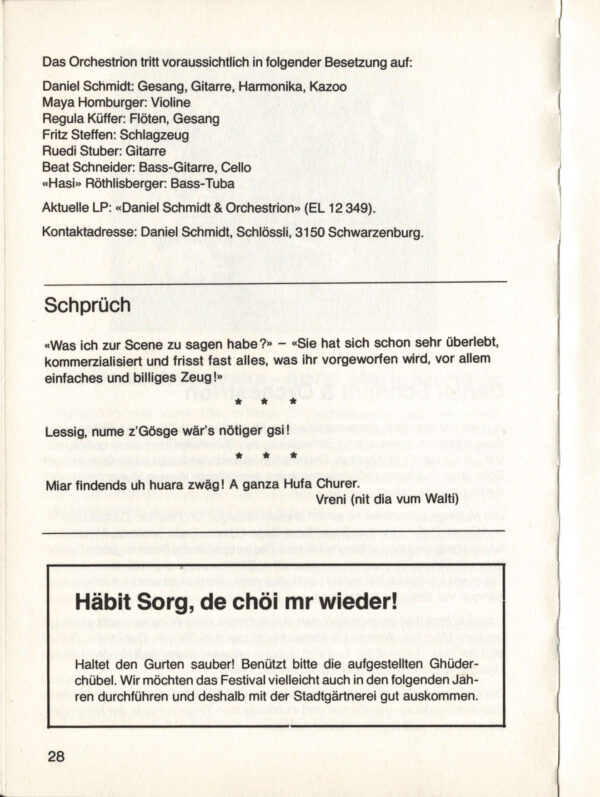 Das Orchestrion tritt voraussichtlich in folgender Besetzung auf:
Daniel Schmidt: Gesang, Gitarre, Harmonika, Kazoo
Maya Homburger: Violine
Regula Küffer: Flöten, Gesang
Fritz Steffen: Schlagzeug
Ruedi Stuber: Gitarre
Beat Schneider: Bass-Gitarre, Cello
«Hasi» Röthlisberger: Bass-Tuba
Aktuelle LP: «Daniel Schmidt & Orchestrion» (EL 12 349).
Kontaktadresse: Daniel Schmidt, Schlössli, 3150 Schwarzenburg.
Schprüch
«Was ich zur Scene zu sagen habe?» – «Sie hat sich schon sehr überlebt,
kommerzialisiert und frisst fast alles, was ihr vorgeworfen wird, vor allem
einfaches und billiges Zeug!»
* * *
Lessig, nume z'Gösge wär's nötiger gsi!
* * *
Miar findends uh huara zwäg! A ganza Hufa Churer.
Vreni (nit dia vum Walti)
Häbit Sorg, de chöi mr wieder!
Haltet den Gurten sauber! Benützt bitte die aufgestellten Ghüder-
chübel. Wir möchten das Festival vielleicht auch in den folgenden Jah-
ren durchführen und deshalb mit der Stadtgärtnerei gut auskommen.
28